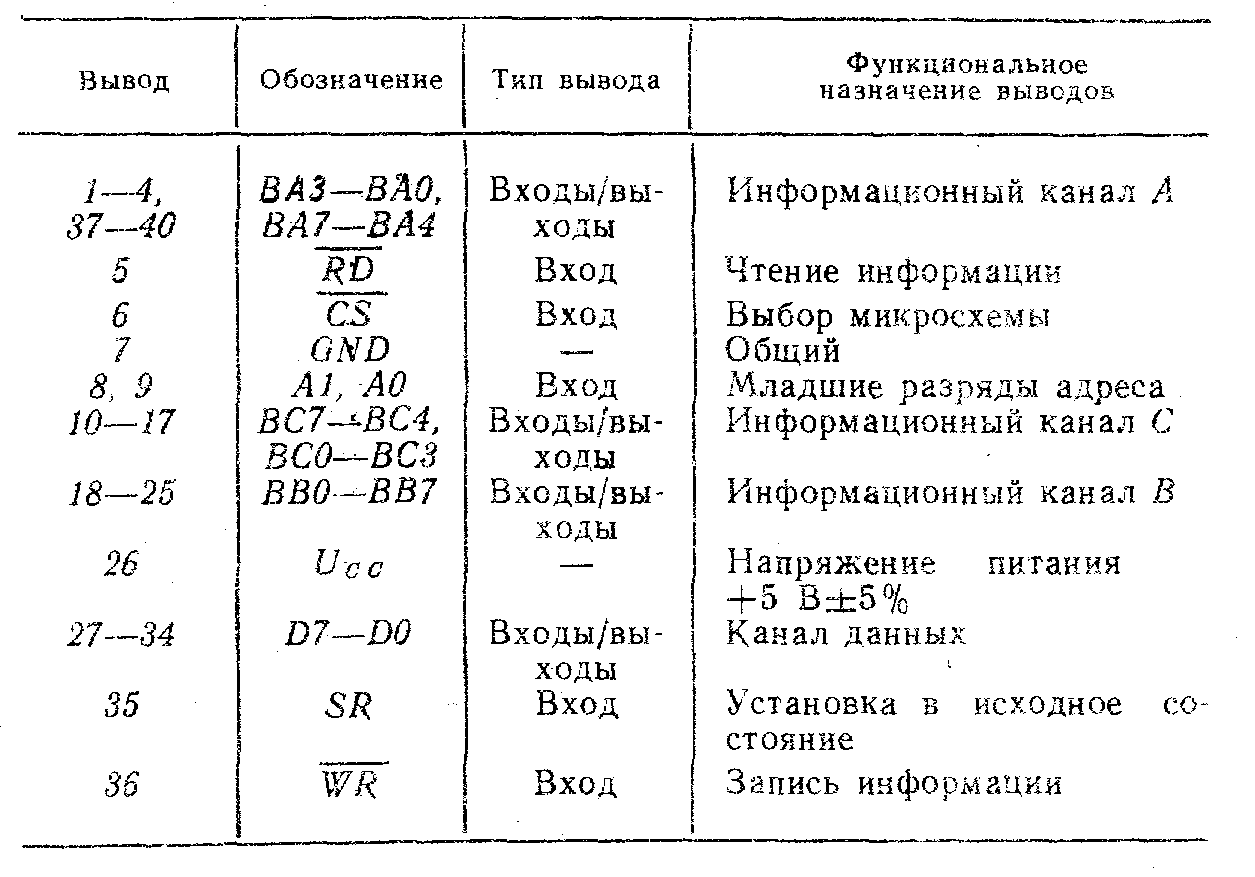 Вывод Обозначение Тип вывода Функциональное
назначение выводов
1—4, BA3—BA0, Входы/вы- Информационный канал A
37—40 BA7—BA4 ходы
5 R̅D̅ Вход Чтение информации
6 C̅S̅ Вход Выбор микросхемы
7 GND — Общий
8, 9 A1, A0 Вход Младшие разряды адреса
10—17 BC7—BC4, Входы/вы- Информационный канал C
BC0—BC3 ходы
18—25 BB0—BB7 Входы/вы- Информационный канал B
ходы
26 Ucc — Напряжение питания
+5 В±5%
27—34 D7—D0 Входы/вы- Канал данных
ходы
35 SR Вход Установка в исходное со-
стояние
36 W̅R̅ Вход Запись информации